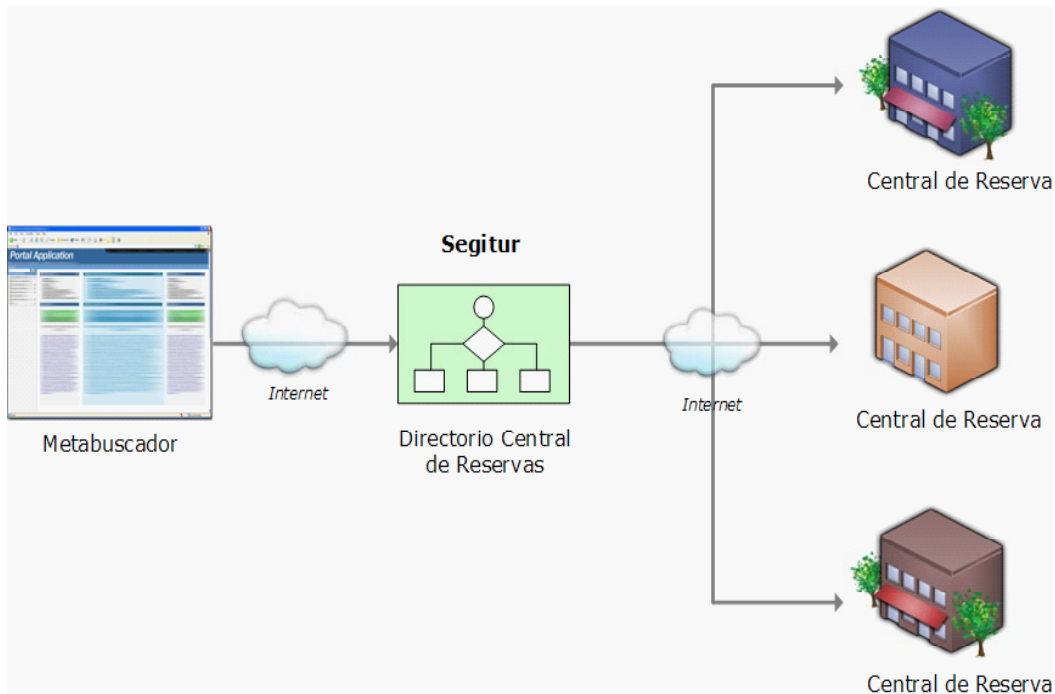 Central de Reserva
Segitur
Portal Application
Internet
Internet
Central de Reserva
Metabuscador
Directorio Central
de Reservas
Central de Reserva